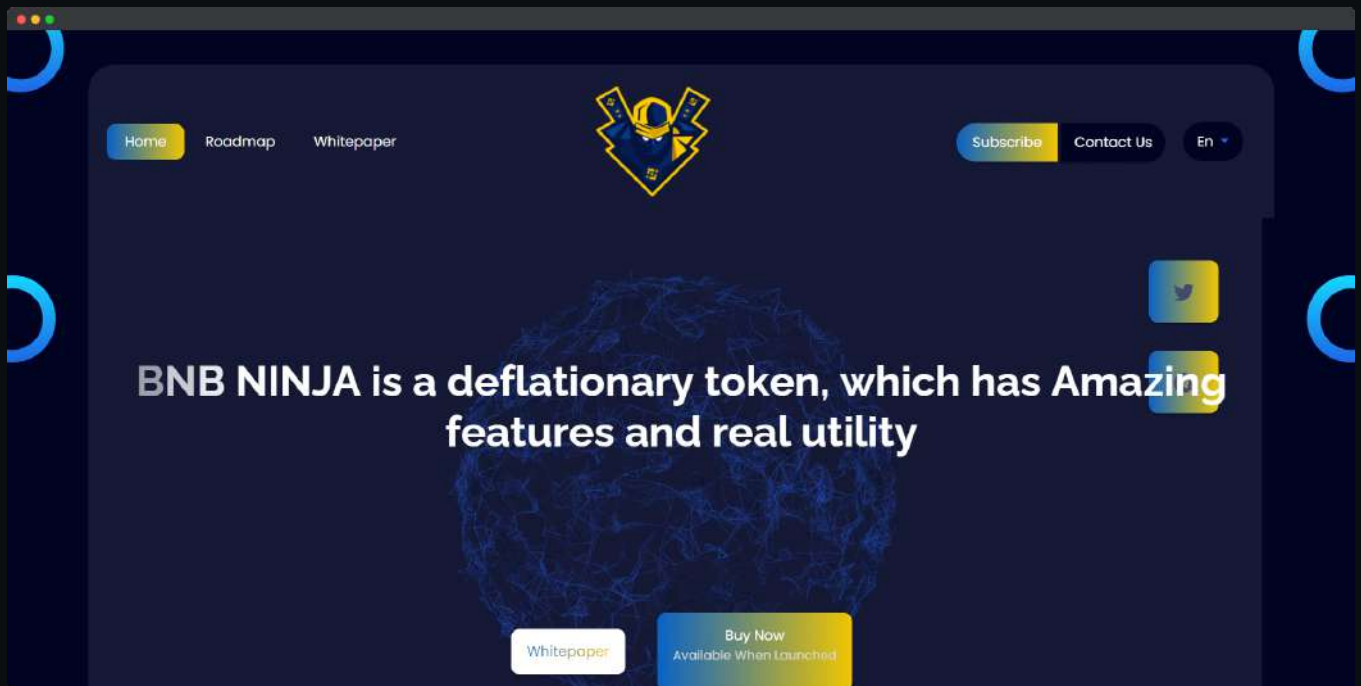 Home
Roadmap
Whitepaper
Subscribe
Contact Us
En
BNB NINJA is a deflationary token, which has Amazing
features and real utility
Whitepaper
Buy Now
Available When Launched